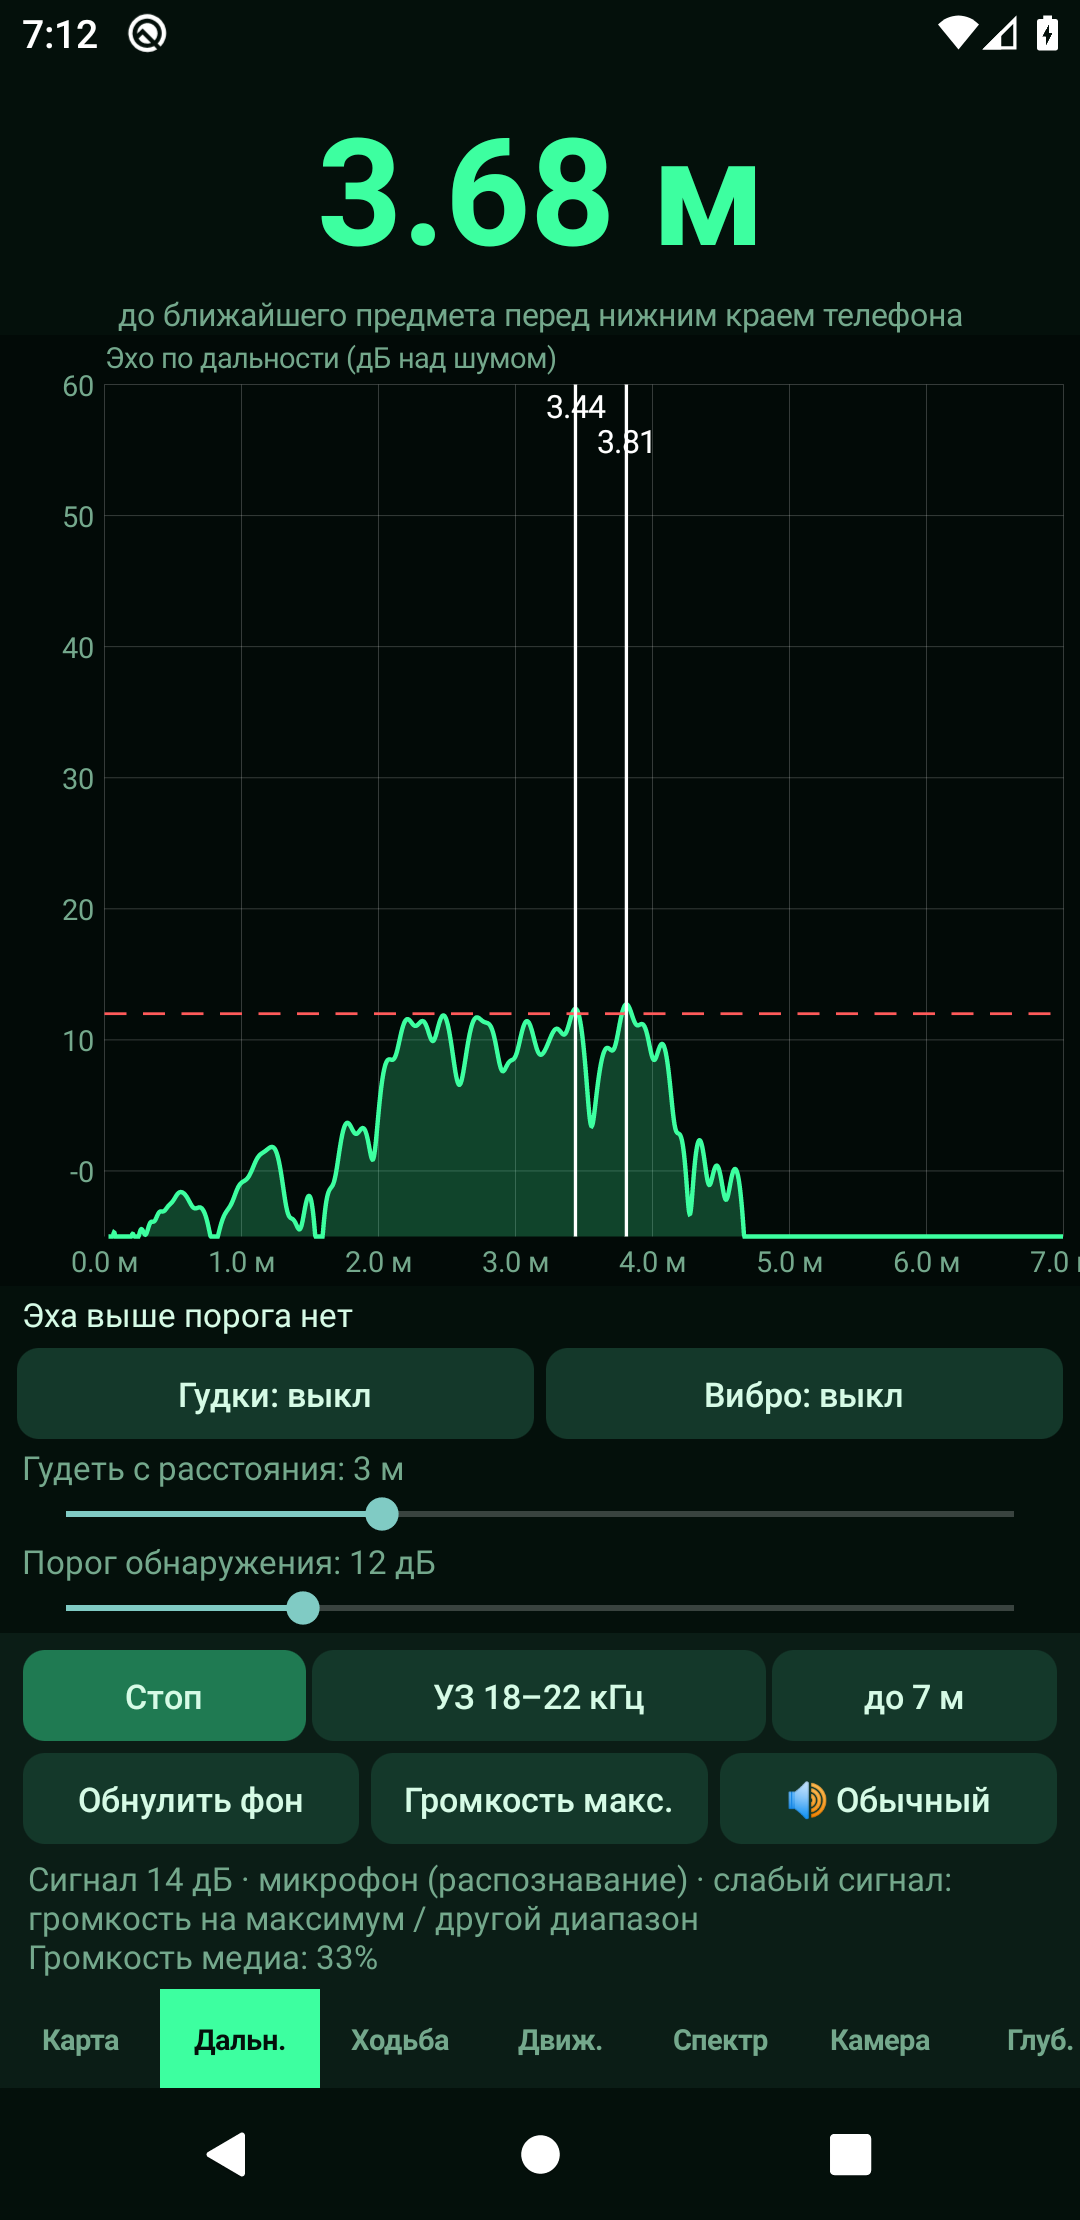 7:12
3.68 м
до ближайшего предмета перед нижним краем телефона
Эхо по дальности (дБ над шумом)
60
3.44
3.81
50
40
30
20
10
-0
0.0 м 1.0 м 2.0 м 3.0 м 4.0 м 5.0 м 6.0 м 7.0
Эха выше порога нет
Гудки: выкл Вибро: выкл
Гудеть с расстояния: 3 м
Порог обнаружения: 12 дБ
Стоп УЗ 18–22 кГц до 7 м
Обнулить фон Громкость макс. 🔊 Обычный
Сигнал 14 дБ · микрофон (распознавание) · слабый сигнал:
громкость на максимум / другой диапазон
Громкость медиа: 33%
Карта Дальн. Ходьба Движ. Спектр Камера Глуб.